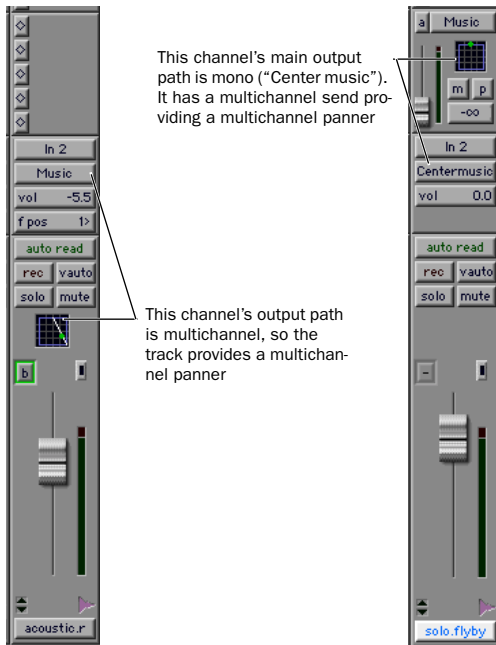 This channel's main output
path is mono ("Center music").
It has a multichannel send pro-
viding a multichannel panner
a Music
m p
-∞
In 2
Centermusic
vol 0.0
auto read
rec vauto
solo mute
-
solo.flyby
In 2
Music
vol -5.5
f pos 1>
auto read
rec vauto
solo mute
b
acoustic.r
This channel's output path
is multichannel, so the
track provides a multichan-
nel panner